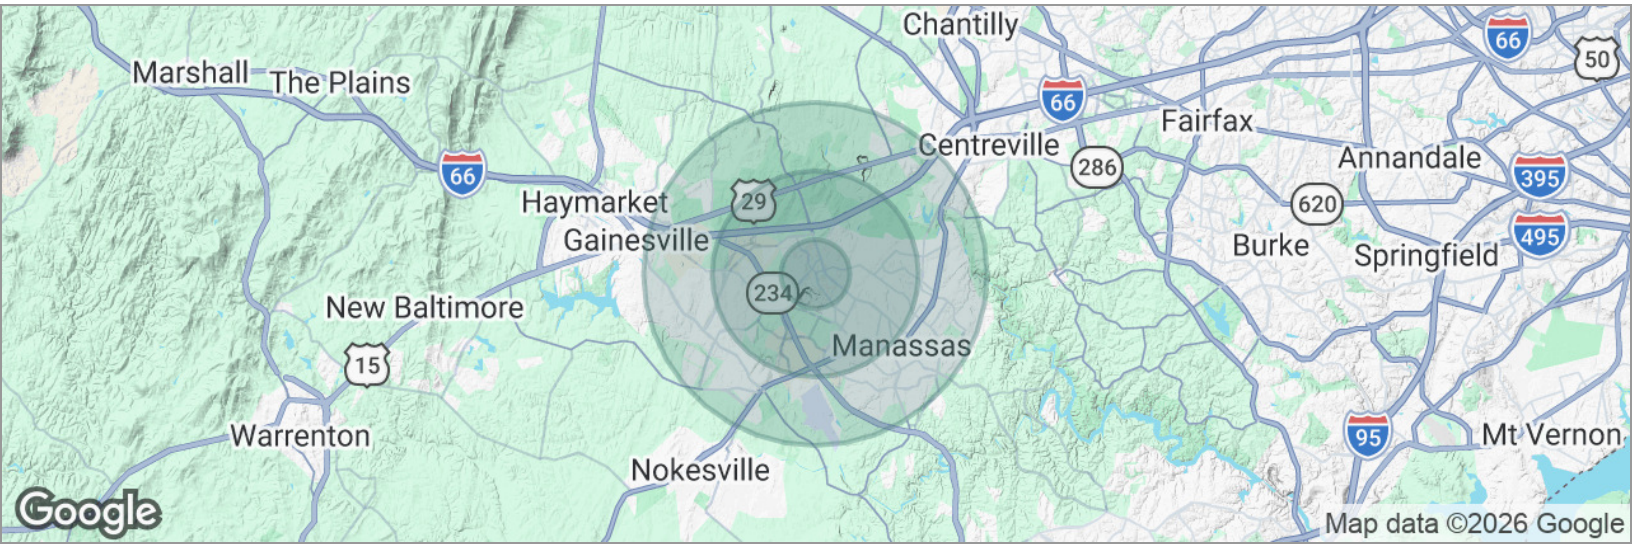 Chantilly
66
50
Marshall
The Plains
66
Fairfax
Centreville
286
Annandale
395
66
Haymarket
29
620
Gainesville
495
Burke
Springfield
234
New Baltimore
Manassas
15
Warrenton
95
Mt Vernon
Nokesville
Google
Map data ©2026 Google